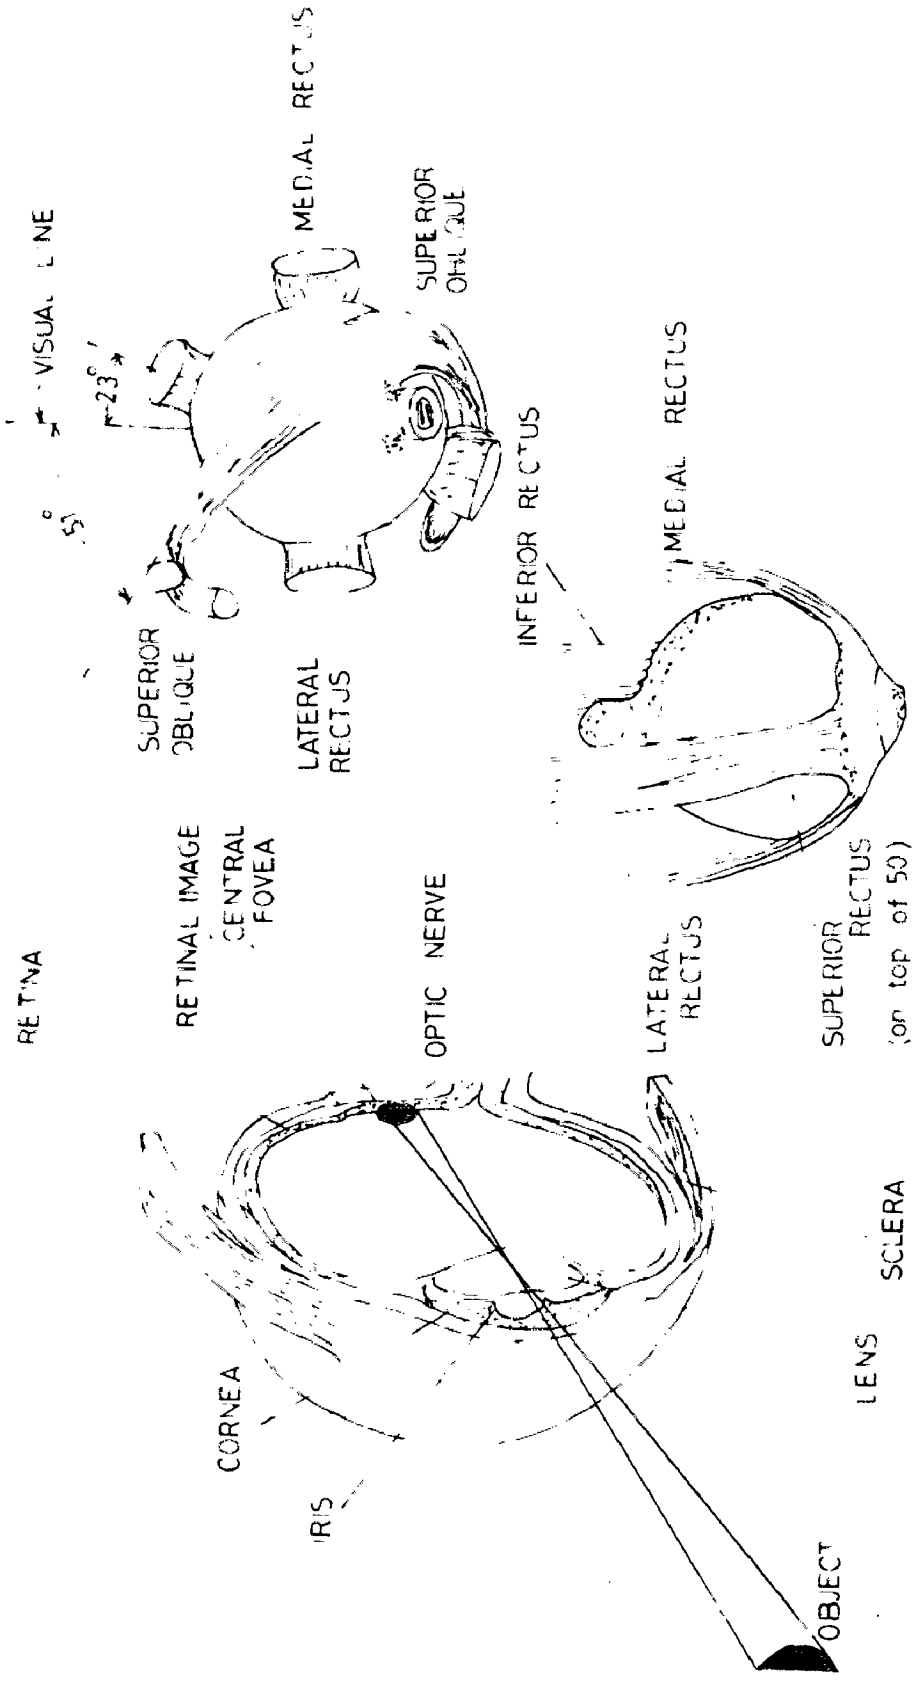 RETINA
VISUAL LINE
23°
SUPERIOR
OBLIQUE
RETINAL IMAGE
CENTRAL
FOVEA
CORNEA
MEDIAL RECTUS
LATERAL
RECTUS
IRIS
OPTIC NERVE
SUPERIOR
OBLIQUE
INFERIOR RECTUS
MEDIAL RECTUS
LATERAL
RECTUS
OBJECT
SUPERIOR
RECTUS
(on top of 50)
LENS
SCLERA